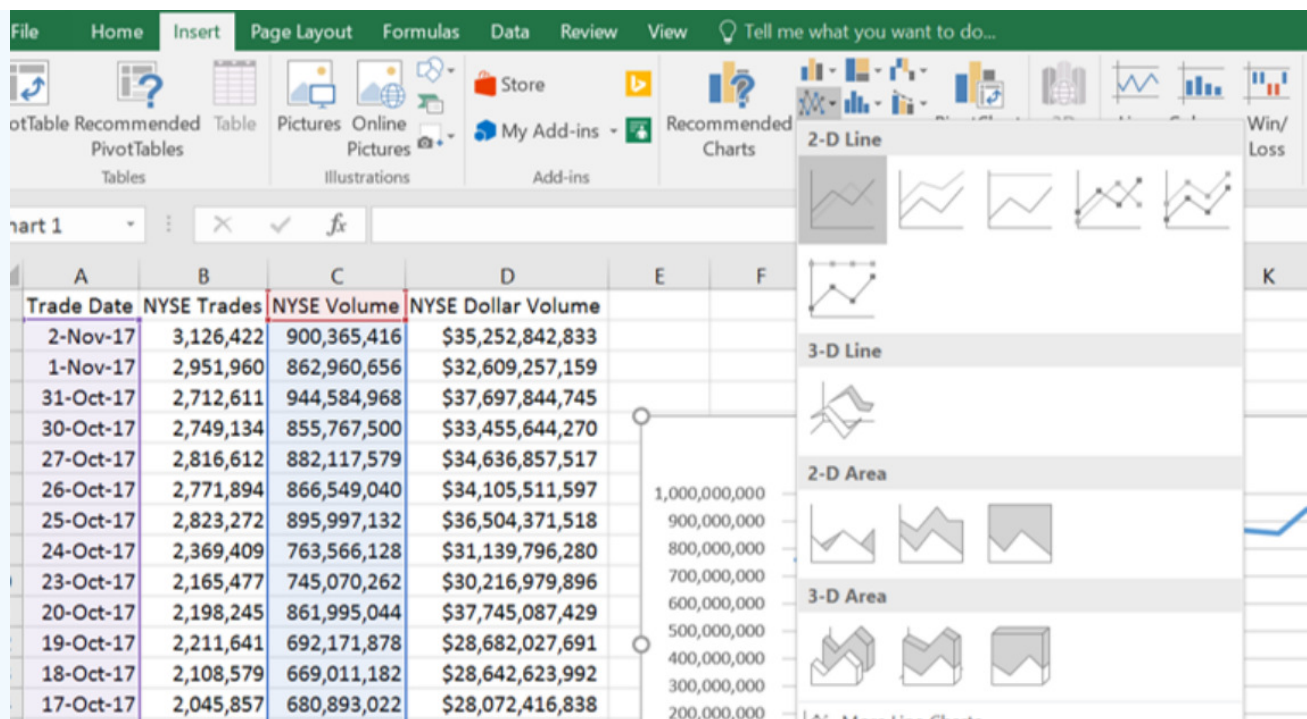 File Home Insert Page Layout Formulas Data Review View Tell me what you want to do...
Store
My Add-ins
otTable Recommended PivotTables
Table
Pictures
Online Pictures
Recommended Charts
Win/ Loss
Tables
Illustrations
Add-ins
2-D Line
3-D Line
2-D Area
3-D Area
hart 1
fx
A B C D E F K
Trade Date NYSE Trades NYSE Volume NYSE Dollar Volume
2-Nov-17 3,126,422 900,365,416 $35,252,842,833
1-Nov-17 2,951,960 862,960,656 $32,609,257,159
31-Oct-17 2,712,611 944,584,968 $37,697,844,745
30-Oct-17 2,749,134 855,767,500 $33,455,644,270
27-Oct-17 2,816,612 882,117,579 $34,636,857,517
26-Oct-17 2,771,894 866,549,040 $34,105,511,597
25-Oct-17 2,823,272 895,997,132 $36,504,371,518
24-Oct-17 2,369,409 763,566,128 $31,139,796,280
23-Oct-17 2,165,477 745,070,262 $30,216,979,896
20-Oct-17 2,198,245 861,995,044 $37,745,087,429
19-Oct-17 2,211,641 692,171,878 $28,682,027,691
18-Oct-17 2,108,579 669,011,182 $28,642,623,992
17-Oct-17 2,045,857 680,893,022 $28,072,416,838
1,000,000,000
900,000,000
800,000,000
700,000,000
600,000,000
500,000,000
400,000,000
300,000,000
200,000,000